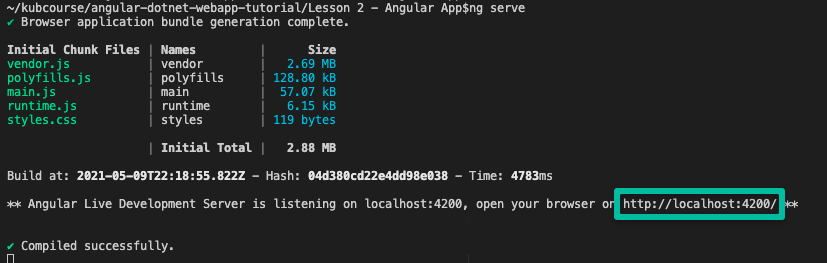 ~/kubcourse/angular-dotnet-webapp-tutorial/Lesson 2 - Angular App$ng serve
✔ Browser application bundle generation complete.
Initial Chunk Files | Names | Size
vendor.js | vendor | 2.69 MB
polyfills.js | polyfills | 128.80 kB
main.js | main | 57.07 kB
runtime.js | runtime | 6.15 kB
styles.css | styles | 119 bytes
| Initial Total | 2.88 MB
Build at: 2021-05-09T22:18:55.822Z - Hash: 04d380cd22e4dd98e038 - Time: 4783ms
** Angular Live Development Server is listening on localhost:4200, open your browser on http://localhost:4200/ **
✔ Compiled successfully.